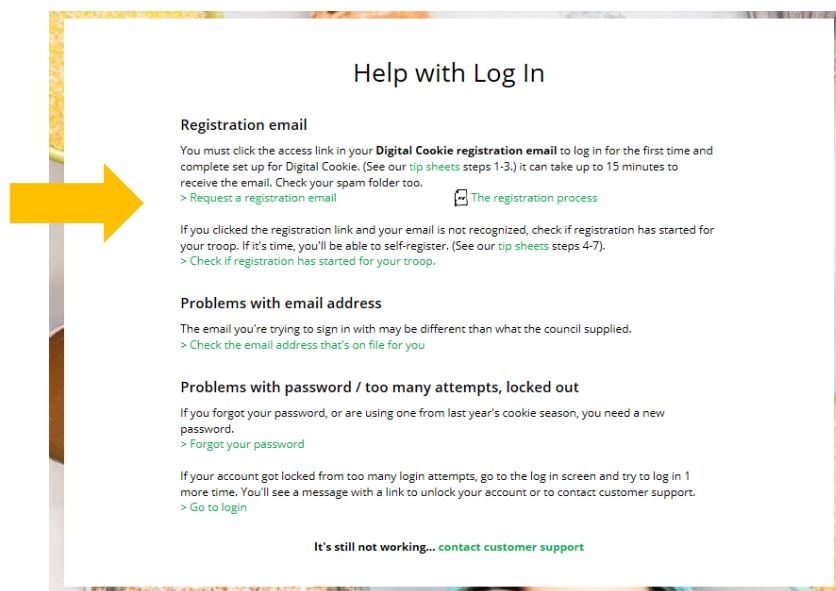 Help with Log In
Registration email
You must click the access link in your Digital Cookie registration email to log in for the first time and
complete set up for Digital Cookie. (See our tip sheets steps 1-3.) it can take up to 15 minutes to
receive the email. Check your spam folder too.
> Request a registration email The registration process
If you clicked the registration link and your email is not recognized, check if registration has started for
your troop. If it's time, you'll be able to self-register. (See our tip sheets steps 4-7).
> Check if registration has started for your troop.
Problems with email address
The email you're trying to sign in with may be different than what the council supplied.
> Check the email address that's on file for you
Problems with password / too many attempts, locked out
If you forgot your password, or are using one from last year's cookie season, you need a new
password.
> Forgot your password
If your account got locked from too many login attempts, go to the log in screen and try to log in 1
more time. You'll see a message with a link to unlock your account or to contact customer support.
> Go to login
It's still not working... contact customer support